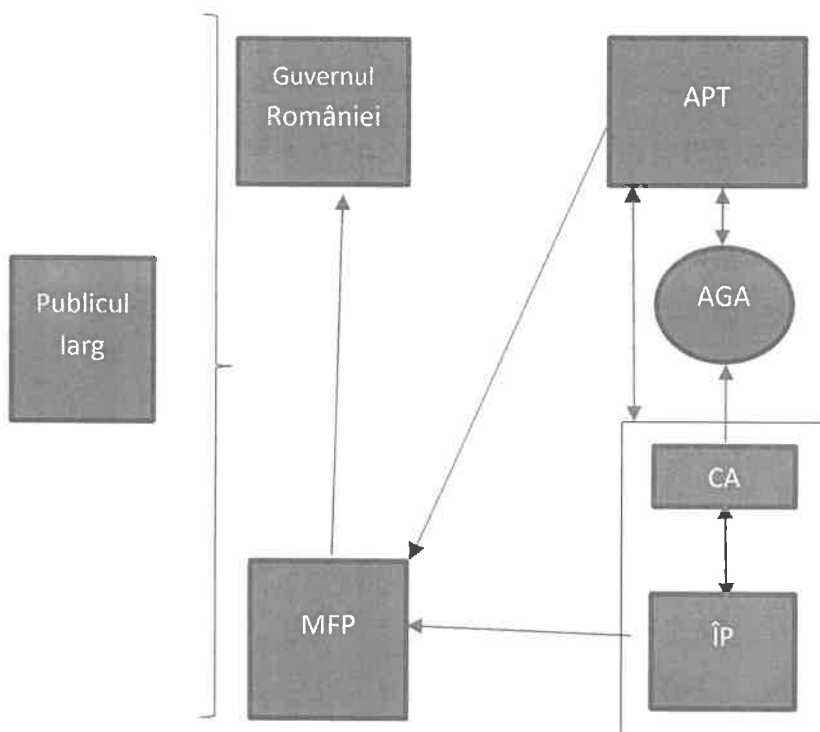 Guvernul
României
APT
Publicul
larg
AGA
CA
MFP
ÎP